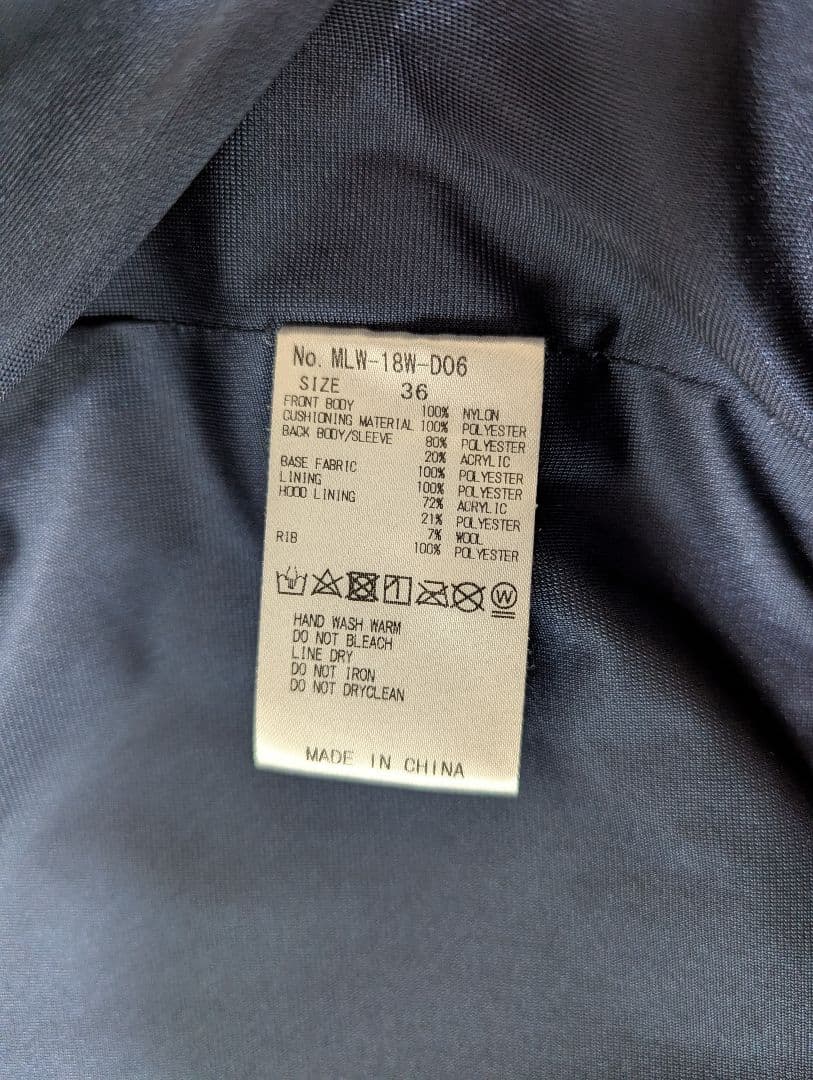 No. MLW-18W-D06
SIZE 36
FRONT BODY 100% NYLON
CUSHIONING MATERIAL 100% POLYESTER
BACK BODY/SLEEVE 80% POLYESTER
20% ACRYLIC
BASE FABRIC 100% POLYESTER
LINING 100% POLYESTER
HOOD LINING 72% ACRYLIC
21% POLYESTER
7% WOOL
RIB 100% POLYESTER
W
HAND WASH WARM
DO NOT BLEACH
LINE DRY
DO NOT IRON
DO NOT DRYCLEAN
MADE IN CHINA